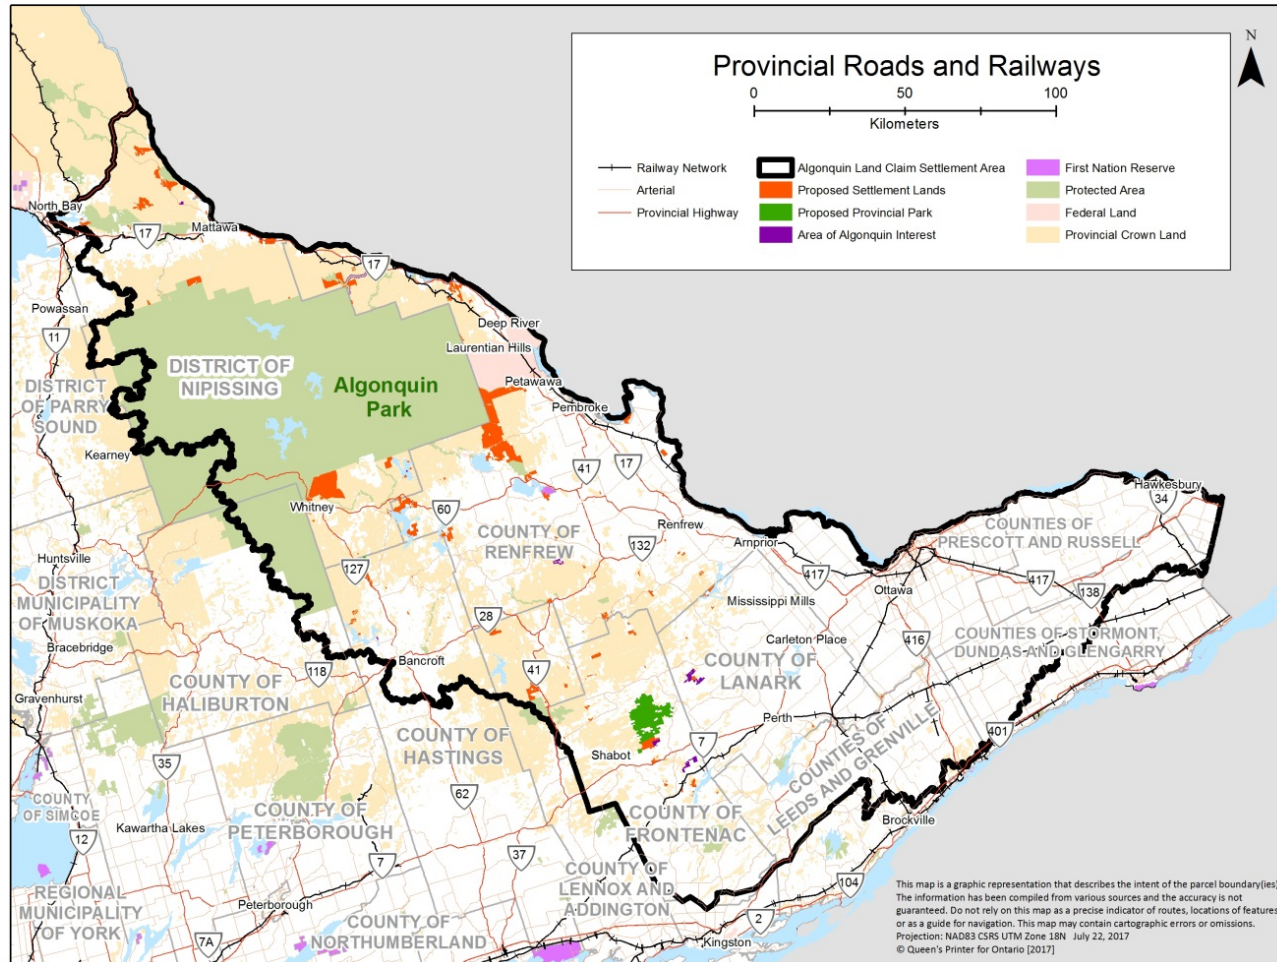 Provincial Roads and Railways
0 50 100
Kilometers
N
Railway Network
Arterial
Provincial Highway
Algonquin Land Claim Settlement Area
Proposed Settlement Lands
Proposed Provincial Park
Area of Algonquin Interest
First Nation Reserve
Protected Area
Federal Land
Provincial Crown Land
North Bay
17
Mattawa
17
Powassan
11
Deep River
Laurentian Hills
Petawawa
Pembroke
DISTRICT OF
NIPISSING
Algonquin
Park
DISTRICT
OF PARRY
SOUND
Kearney
41
17
Whitney
60
COUNTY OF
RENFREW
Renfrew
132
Arnprior
Hawkesbury
34
COUNTIES OF
PRESCOTT AND RUSSELL
Huntsville
DISTRICT
MUNICIPALITY
OF MUSKOKA
Bracebridge
127
28
417
Ottawa
417
138
Mississippi Mills
Carleton Place
416
COUNTIES OF STORMONT,
DUNDAS AND GLENGARRY
Gravenhurst
118
Bancroft
41
COUNTY OF
HALIBURTON
COUNTY OF
LANARK
COUNTY OF
HASTINGS
Perth
7
Shabot
401
COUNTIES OF
LEEDS AND GRENVILLE
35
62
COUNTY
OF SIMCOE
Kawartha Lakes
COUNTY OF
PETERBOROUGH
COUNTY OF
FRONTENAC
Brockville
12
7
37
COUNTY OF
LENNOX AND
ADDINGTON
104
REGIONAL
MUNICIPALITY
OF YORK
Peterborough
7A
COUNTY OF
NORTHUMBERLAND
2
Kingston
This map is a graphic representation that describes the intent of the parcel boundary(ies)
The information has been compiled from various sources and the accuracy is not
guaranteed. Do not rely on this map as a precise indicator of routes, locations of features
or as a guide for navigation. This map may contain cartographic errors or omissions.
Projection: NAD83 CSRS UTM Zone 18N July 22, 2017
© Queen's Printer for Ontario [2017]